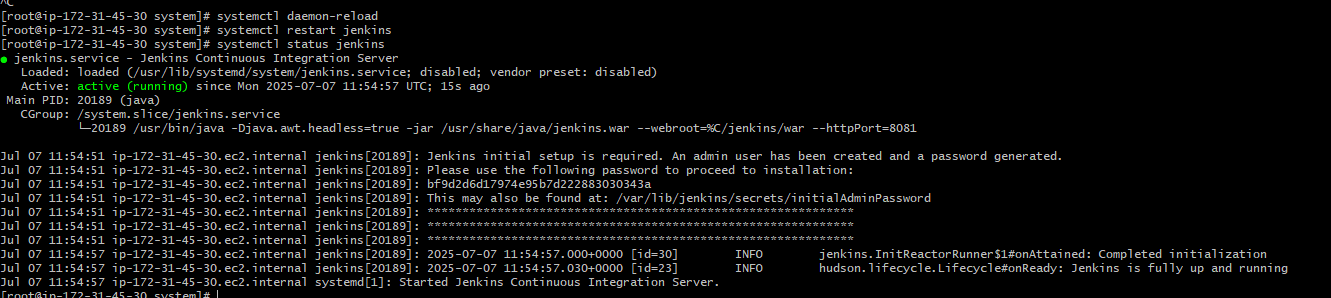 ^C
[root@ip-172-31-45-30 system]# systemctl daemon-reload
[root@ip-172-31-45-30 system]# systemctl restart jenkins
[root@ip-172-31-45-30 system]# systemctl status jenkins
● jenkins.service - Jenkins Continuous Integration Server
   Loaded: loaded (/usr/lib/systemd/system/jenkins.service; disabled; vendor preset: disabled)
   Active: active (running) since Mon 2025-07-07 11:54:57 UTC; 15s ago
 Main PID: 20189 (java)
   CGroup: /system.slice/jenkins.service
           └─20189 /usr/bin/java -Djava.awt.headless=true -jar /usr/share/java/jenkins.war --webroot=%C/jenkins/war --httpPort=8081
Jul 07 11:54:51 ip-172-31-45-30.ec2.internal jenkins[20189]: Jenkins initial setup is required. An admin user has been created and a password generated.
Jul 07 11:54:51 ip-172-31-45-30.ec2.internal jenkins[20189]: Please use the following password to proceed to installation:
Jul 07 11:54:51 ip-172-31-45-30.ec2.internal jenkins[20189]: bf9d2d6d17974e95b7d222883030343a
Jul 07 11:54:51 ip-172-31-45-30.ec2.internal jenkins[20189]: This may also be found at: /var/lib/jenkins/secrets/initialAdminPassword
Jul 07 11:54:51 ip-172-31-45-30.ec2.internal jenkins[20189]: *************************************************************
Jul 07 11:54:51 ip-172-31-45-30.ec2.internal jenkins[20189]: *************************************************************
Jul 07 11:54:51 ip-172-31-45-30.ec2.internal jenkins[20189]: *************************************************************
Jul 07 11:54:57 ip-172-31-45-30.ec2.internal jenkins[20189]: 2025-07-07 11:54:57.000+0000 [id=30]        INFO        jenkins.InitReactorRunner$1#onAttained: Completed initialization
Jul 07 11:54:57 ip-172-31-45-30.ec2.internal jenkins[20189]: 2025-07-07 11:54:57.030+0000 [id=23]        INFO        hudson.lifecycle.Lifecycle#onReady: Jenkins is fully up and running
Jul 07 11:54:57 ip-172-31-45-30.ec2.internal systemd[1]: Started Jenkins Continuous Integration Server.
[root@ip-172-31-45-30 system]#